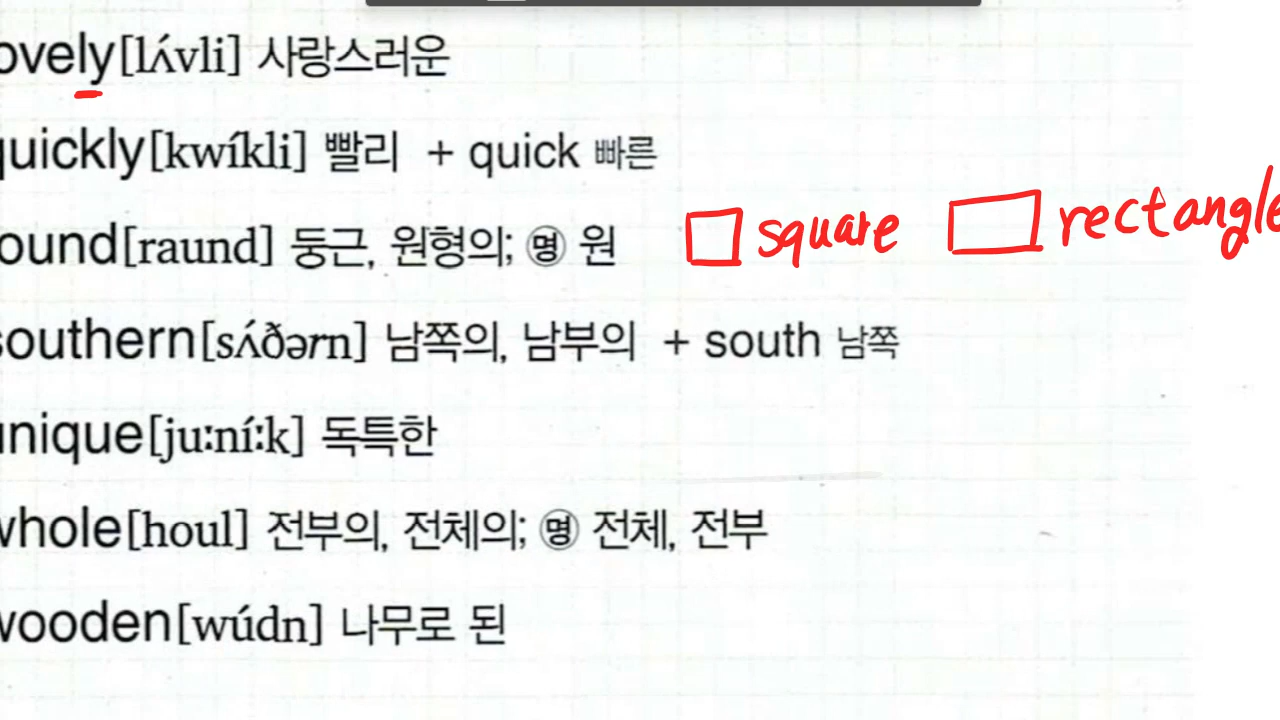 ovely[lʌ́vli] 사랑스러운
quickly[kwíkli] 빨리 + quick 빠른
ound[raund] 둥근, 원형의; 명 원 square rectangle
southern[sʌ́ðərn] 남쪽의, 남부의 + south 남쪽
unique[juːníːk] 독특한
whole[houl] 전부의, 전체의; 명 전체, 전부
wooden[wúdn] 나무로 된